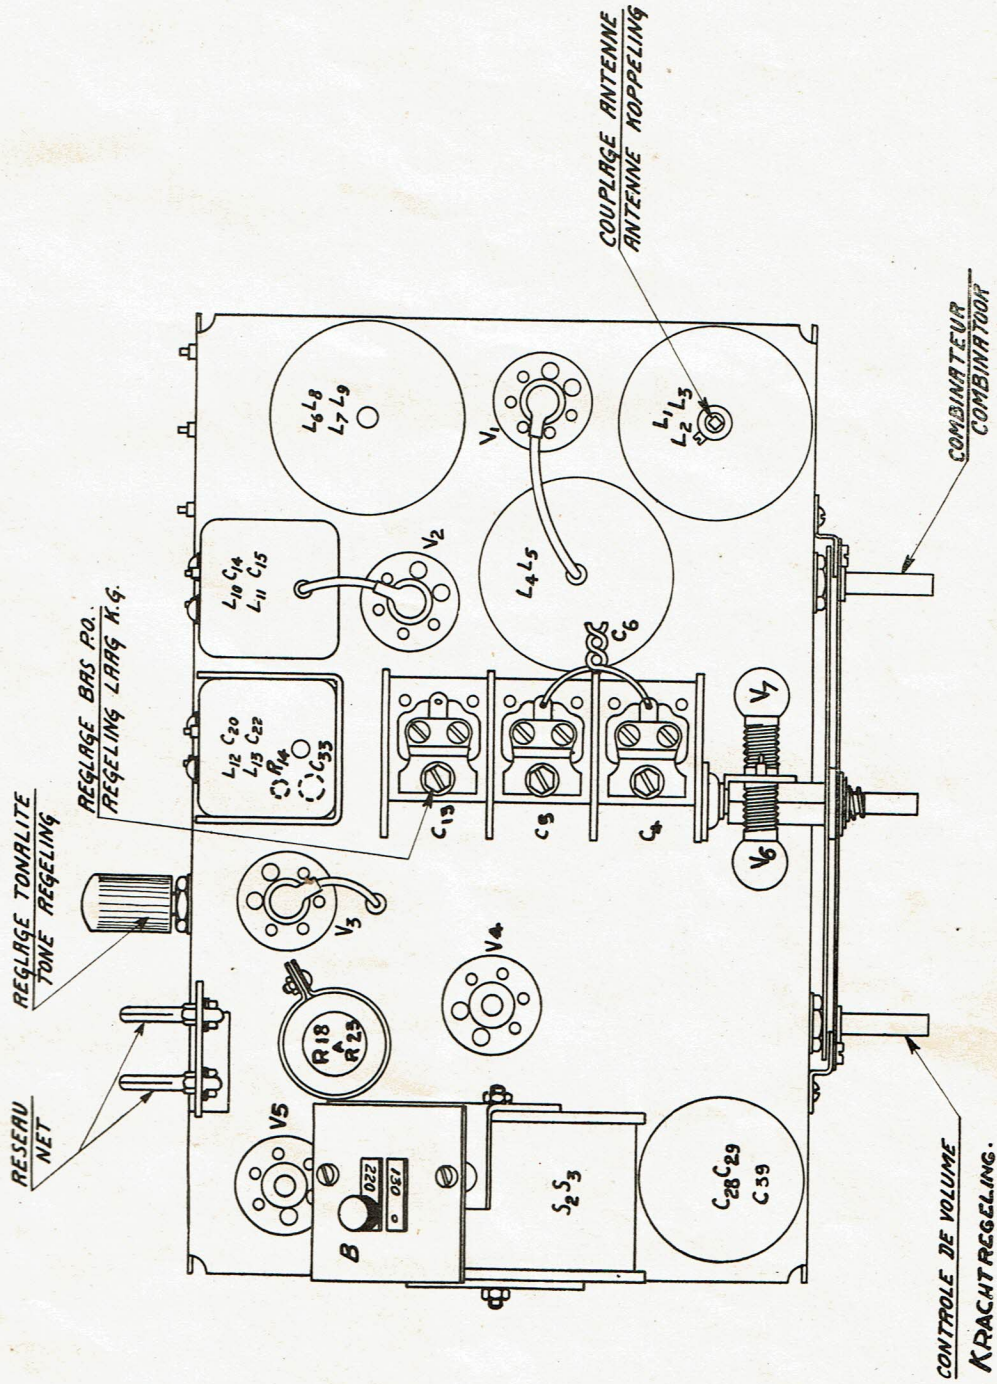 COUPLAGE ANTENNE
ANTENNE KOPPELING
COMBINATEUR
COMBINATOOR
REGLAGE BAS P.O.
REGELING LAAG K.G.
REGLAGE TONALITE
TONE REGELING
RESEAU
NET
CONTROLE DE VOLUME
KRACHTREGELING.
L6 L8
L7 L9
V1
L1 L3
L2
V2
L10 C14
L11 C15
L4 L5
C6
L12 C20
L13 C22
R14
C33
C13
C5
V7
V6
V3
V4
R18
R23
V5
B
220
130
S2 S3
C28 C29
C39